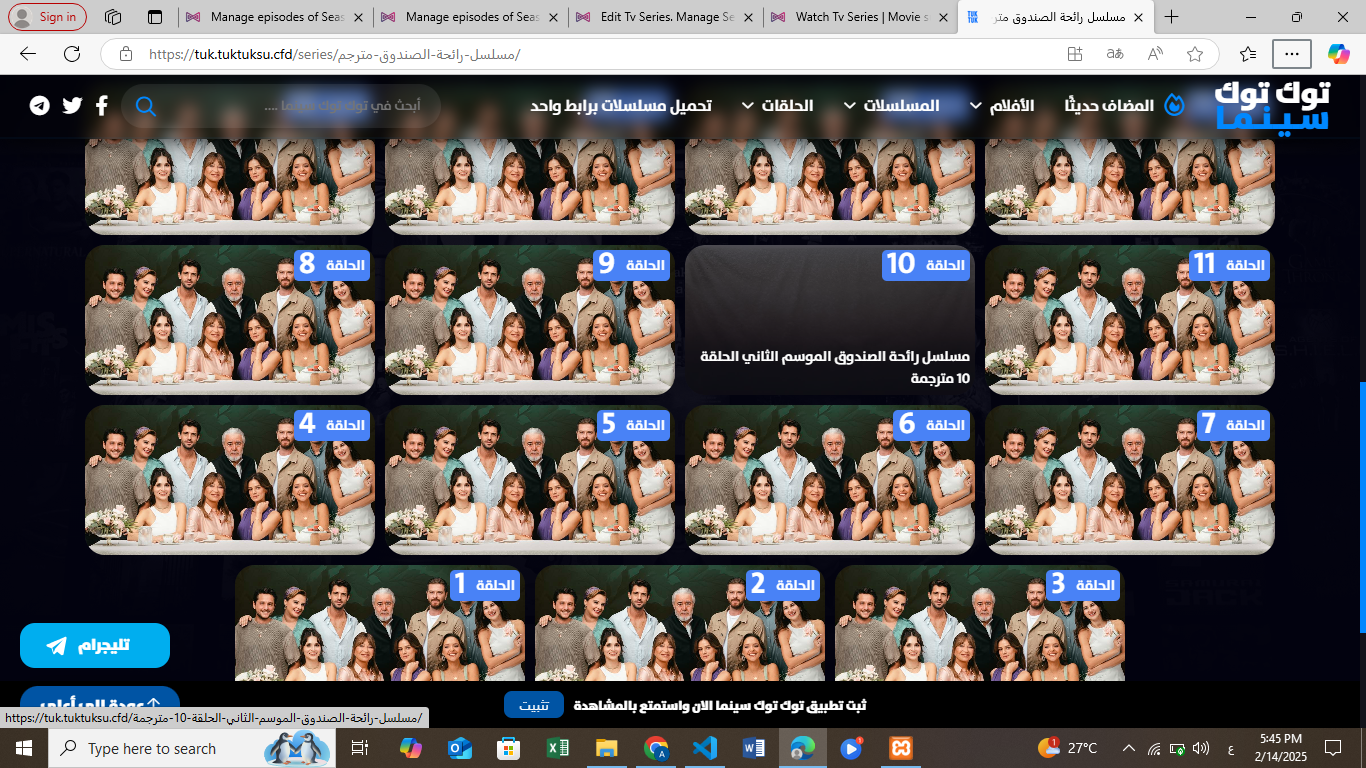 Sign in
Manage episodes of Seas
Manage episodes of Seas
Edit Tv Series. Manage Se
Watch Tv Series | Movie s
TUK TUK
مسلسل رائحة الصندوق متر
https://tuk.tuktuksu.cfd/series/مسلسل-رائحة-الصندوق-مترجم/
توك توك
سينما
المضاف حديثًا
الأفلام
المسلسلات
الحلقات
تحميل مسلسلات برابط واحد
أبحث في توك توك سينما ....
الحلقة 11
الحلقة 10
الحلقة 9
الحلقة 8
مسلسل رائحة الصندوق الموسم الثاني الحلقة
10 مترجمة
الحلقة 7
الحلقة 6
الحلقة 5
الحلقة 4
الحلقة 3
الحلقة 2
الحلقة 1
تليجرام
عودة الى أعلى
ثبت تطبيق توك توك سينما الان واستمتع بالمشاهدة
تثبيت
https://tuk.tuktuksu.cfd/مسلسل-رائحة-الصندوق-الموسم-الثاني-الحلقة-10-مترجمة/
Type here to search
27°C
ع
5:45 PM
2/14/2025